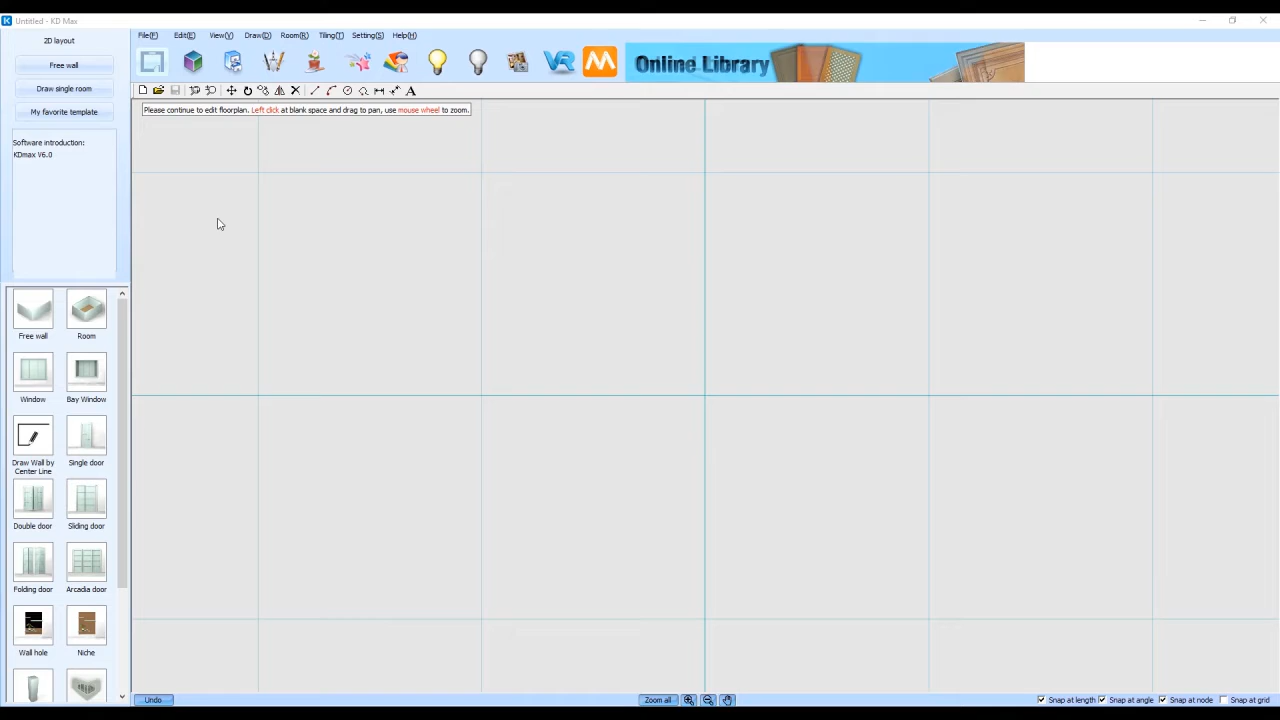 Untitled - KD Max
2D layout
Free wall
Draw single room
My favorite template
Software introduction:
KDmax V6.0
File(F) Edit(E) View(V) Draw(D) Room(R) Tiling(T) Setting(S) Help(H)
VR
Online Library
A
Please continue to edit floorplan. Left click at blank space and drag to pan, use mouse wheel to zoom.
Free wall
Room
Window
Bay Window
Draw Wall by
Center Line
Single door
Double door
Sliding door
Folding door
Arcadia door
Wall hole
Niche
Undo
Zoom all
Snap at length
Snap at angle
Snap at node
Snap at grid